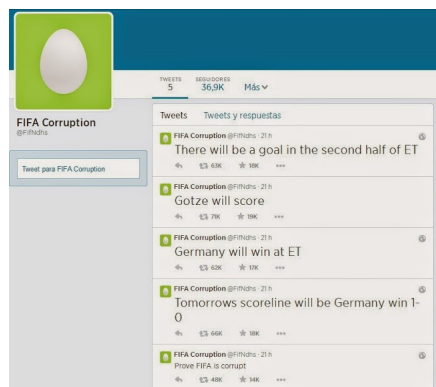 TWEETS SEGUIDORES
5 36,9K Más
FIFA Corruption
@FifNdhs
Tweet para FIFA Corruption
Tweets Tweets y respuestas
FIFA Corruption @FifNdhs · 21 h
There will be a goal in the second half of ET
63K 18K
FIFA Corruption @FifNdhs · 21 h
Gotze will score
71K 19K
FIFA Corruption @FifNdhs · 21 h
Germany will win at ET
62K 17K
FIFA Corruption @FifNdhs · 21 h
Tomorrows scoreline will be Germany win 1-
0
66K 18K
FIFA Corruption @FifNdhs · 21 h
Prove FIFA is corrupt
48K 14K